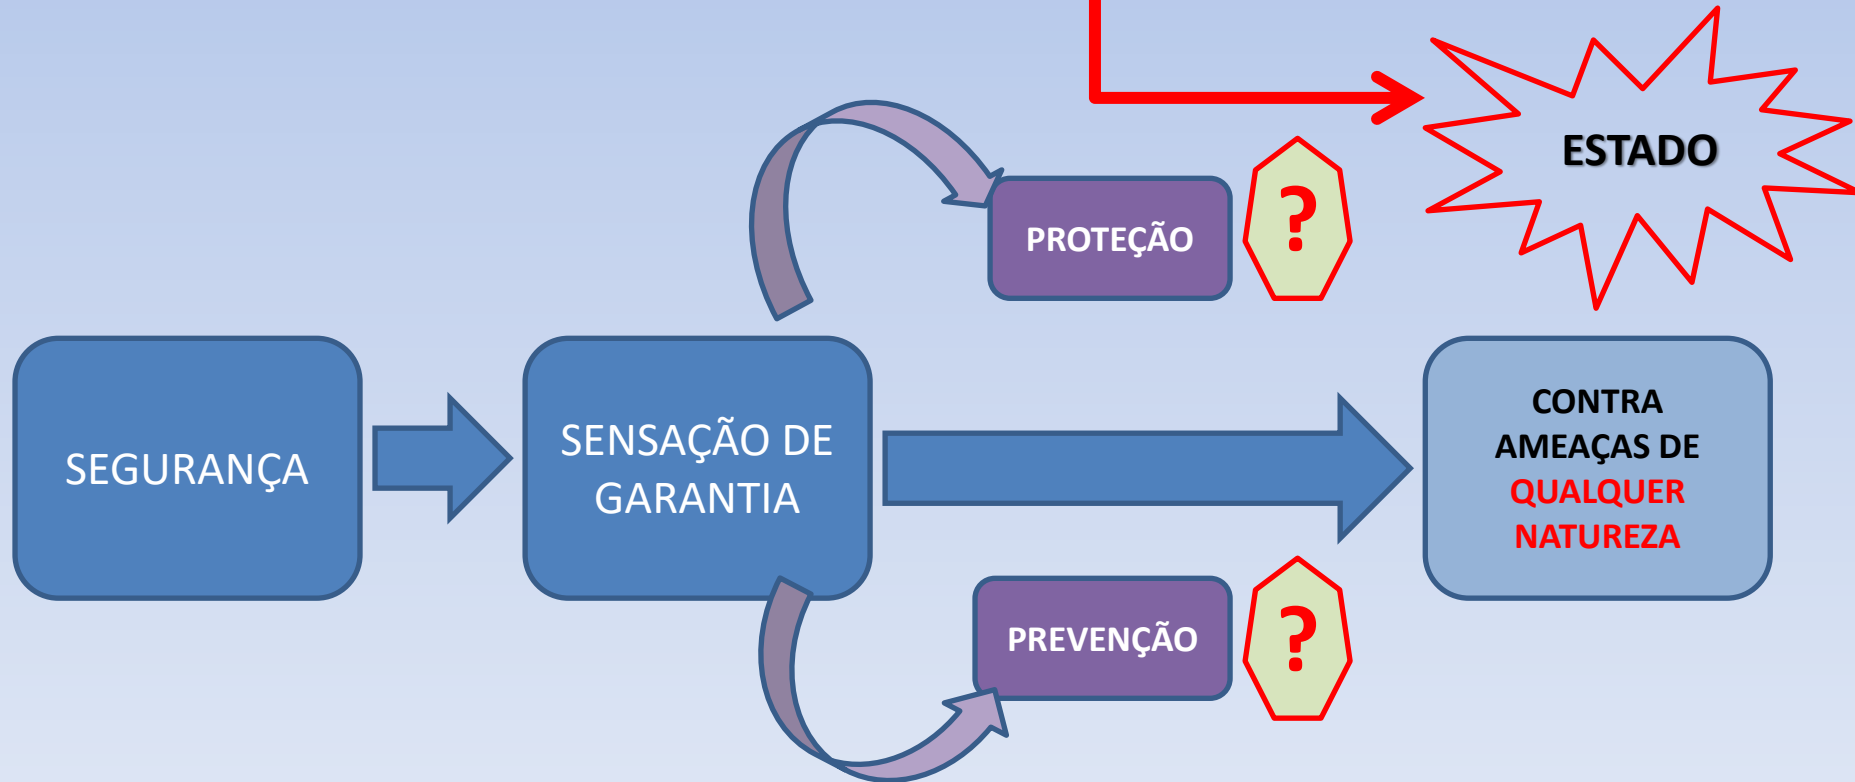 ESTADO
PROTEÇÃO
?
SEGURANÇA
SENSAÇÃO DE
GARANTIA
CONTRA
AMEAÇAS DE
QUALQUER
NATUREZA
PREVENÇÃO
?